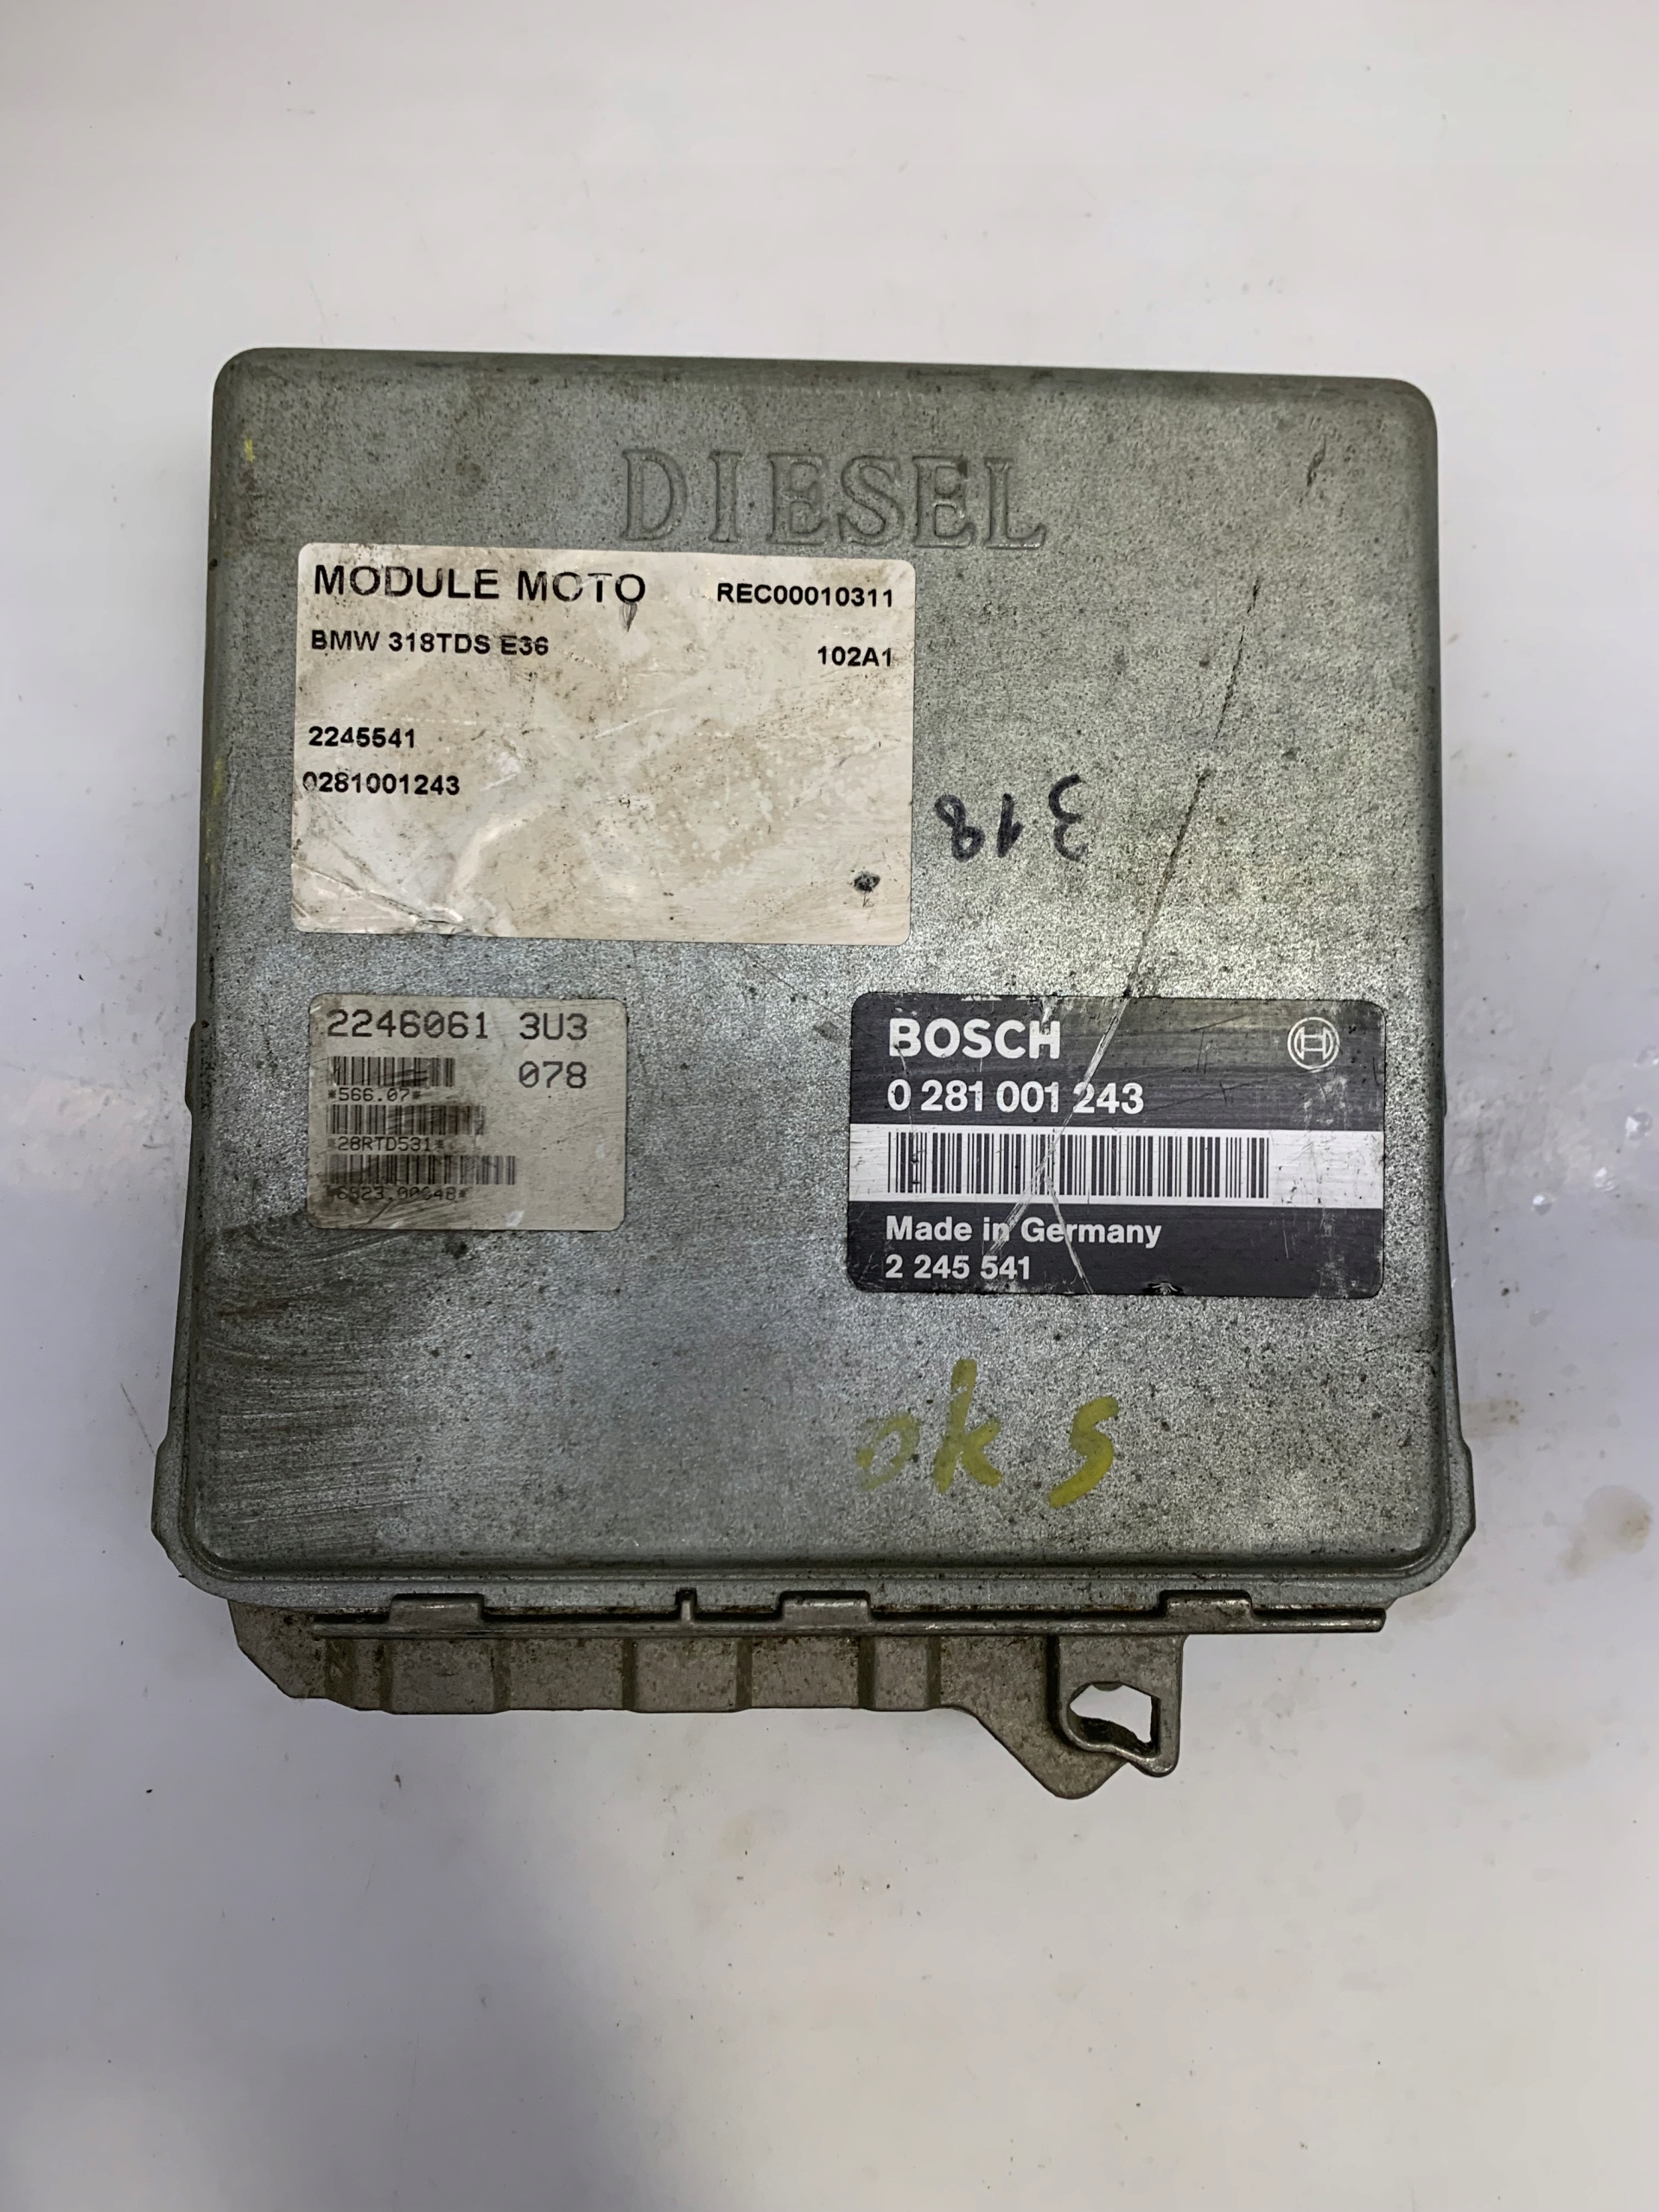 DIESEL
MODULE MOTO REC00010311
BMW 318TDS E36 102A1
2245541
0281001243
318
2246061 3U3
078
*566.07*
*28RTD531*
BOSCH
0 281 001 243
Made in Germany
2 245 541
ok 5